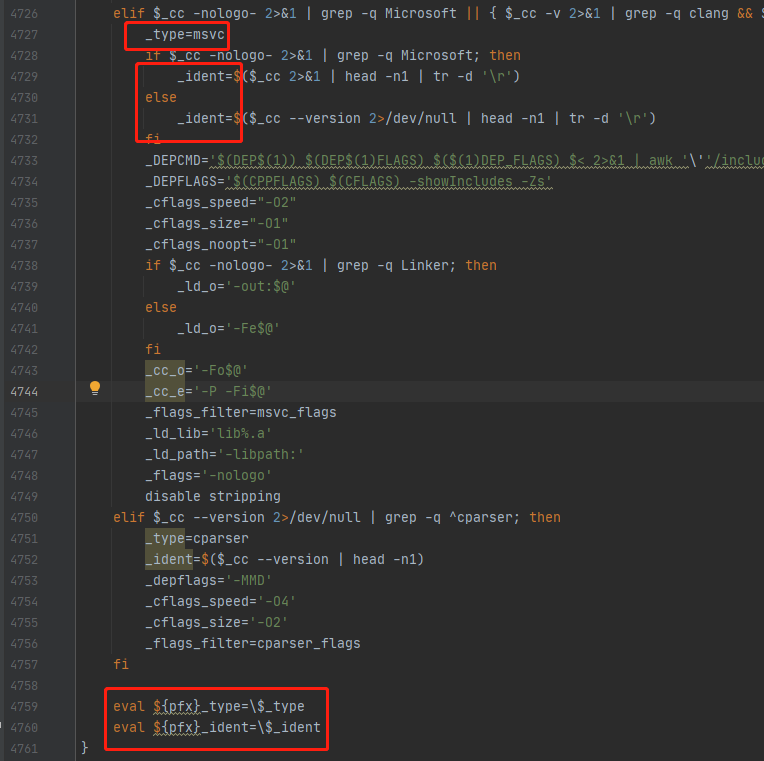 4726 elif $_cc -nologo- 2>&1 | grep -q Microsoft || { $_cc -v 2>&1 | grep -q clang &&
4727 _type=msvc
4728 if $_cc -nologo- 2>&1 | grep -q Microsoft; then
4729 _ident=$($_cc 2>&1 | head -n1 | tr -d '\r')
4730 else
4731 _ident=$($_cc --version 2>/dev/null | head -n1 | tr -d '\r')
4732 fi
4733 _DEPCMD='$(DEP$(1)) $(DEP$(1)FLAGS) $($(1)DEP_FLAGS) $< 2>&1 | awk '\''/includ
4734 _DEPFLAGS='$(CPPFLAGS) $(CFLAGS) -showIncludes -Zs'
4735 _cflags_speed="-O2"
4736 _cflags_size="-O1"
4737 _cflags_noopt="-O1"
4738 if $_cc -nologo- 2>&1 | grep -q Linker; then
4739 _ld_o='-out:$@'
4740 else
4741 _ld_o='-Fe$@'
4742 fi
4743 _cc_o='-Fo$@'
4744 _cc_e='-P -Fi$@'
4745 _flags_filter=msvc_flags
4746 _ld_lib='lib%.a'
4747 _ld_path='-libpath:'
4748 _flags='-nologo'
4749 disable stripping
4750 elif $_cc --version 2>/dev/null | grep -q ^cparser; then
4751 _type=cparser
4752 _ident=$($_cc --version | head -n1)
4753 _depflags='-MMD'
4754 _cflags_speed='-O4'
4755 _cflags_size='-O2'
4756 _flags_filter=cparser_flags
4757 fi
4758
4759 eval ${pfx}_type=\$_type
4760 eval ${pfx}_ident=\$_ident
4761 }